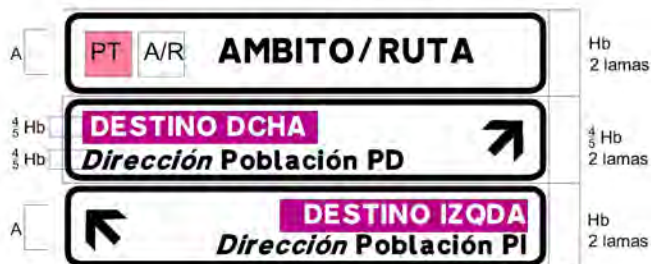 A PT A/R AMBITO/RUTA Hb
2 lamas
4/5 Hb DESTINO DCHA 4/5 Hb
4/5 Hb Dirección Población PD 2 lamas
A DESTINO IZQDA Hb
Dirección Población PI 2 lamas